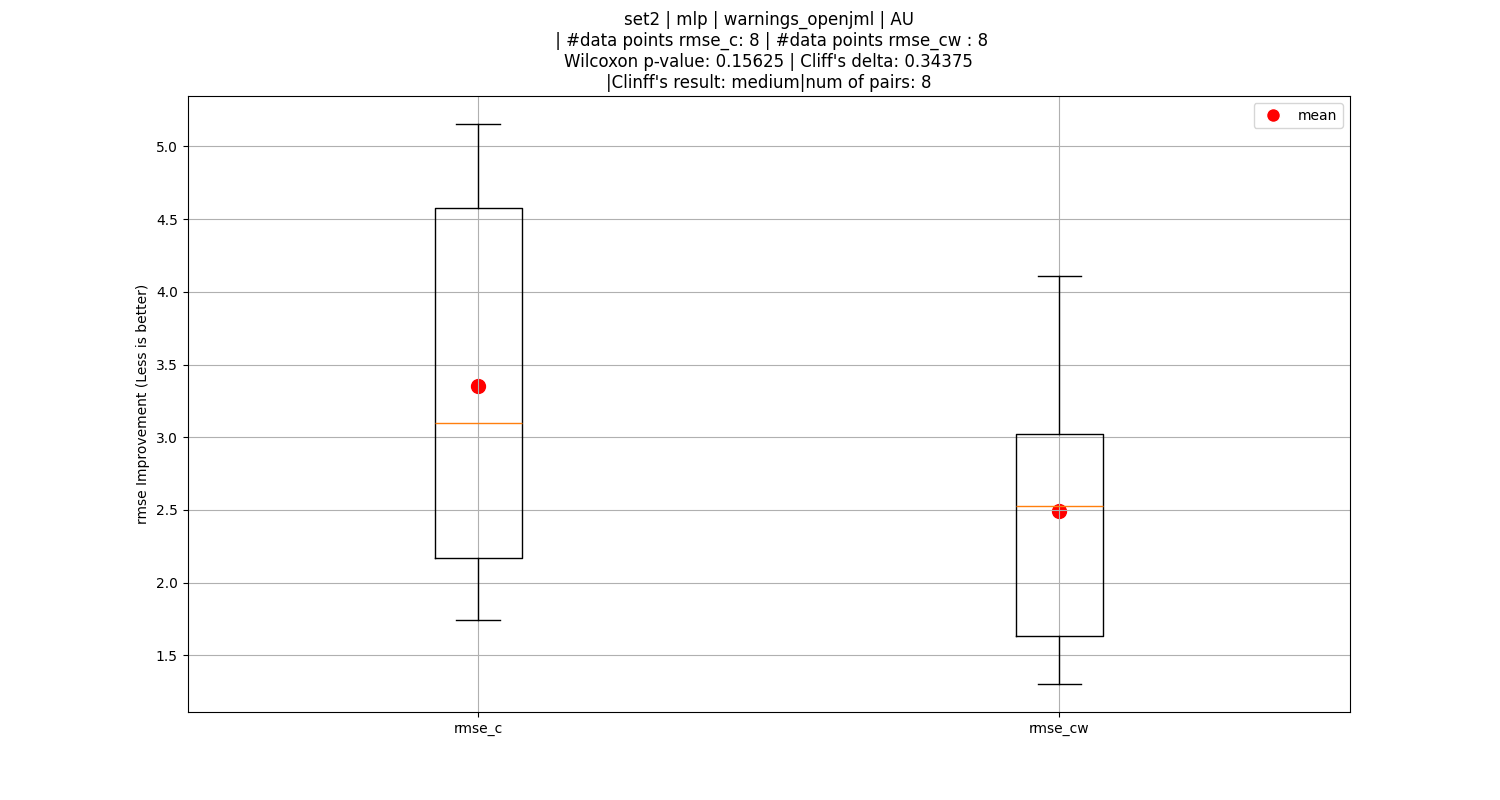 set2 | mlp | warnings_openjml | AU
| #data points rmse_c: 8 | #data points rmse_cw : 8
Wilcoxon p-value: 0.15625 | Cliff's delta: 0.34375
|Clinff's result: medium|num of pairs: 8
mean
5.0
4.5
4.0
3.5
3.0
2.5
2.0
1.5
rmse Improvement (Less is better)
rmse_c
rmse_cw